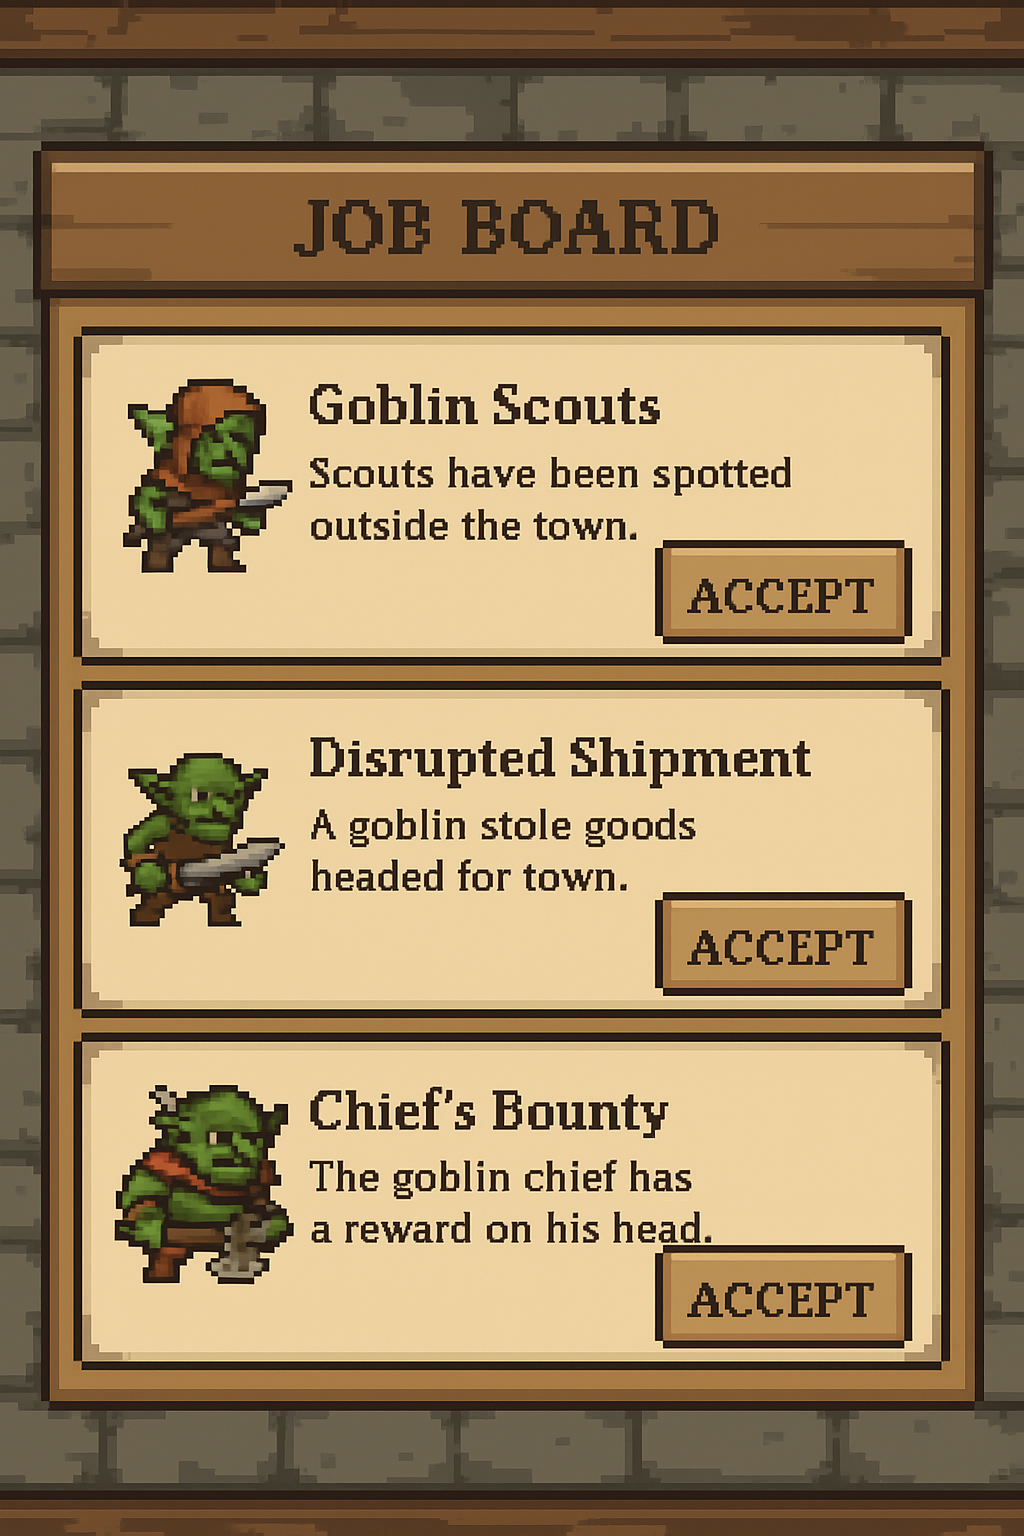 JOB BOARD
Goblin Scouts
Scouts have been spotted
outside the town.
ACCEPT
Disrupted Shipment
A goblin stole goods
headed for town.
ACCEPT
Chief's Bounty
The goblin chief has
a reward on his head.
ACCEPT